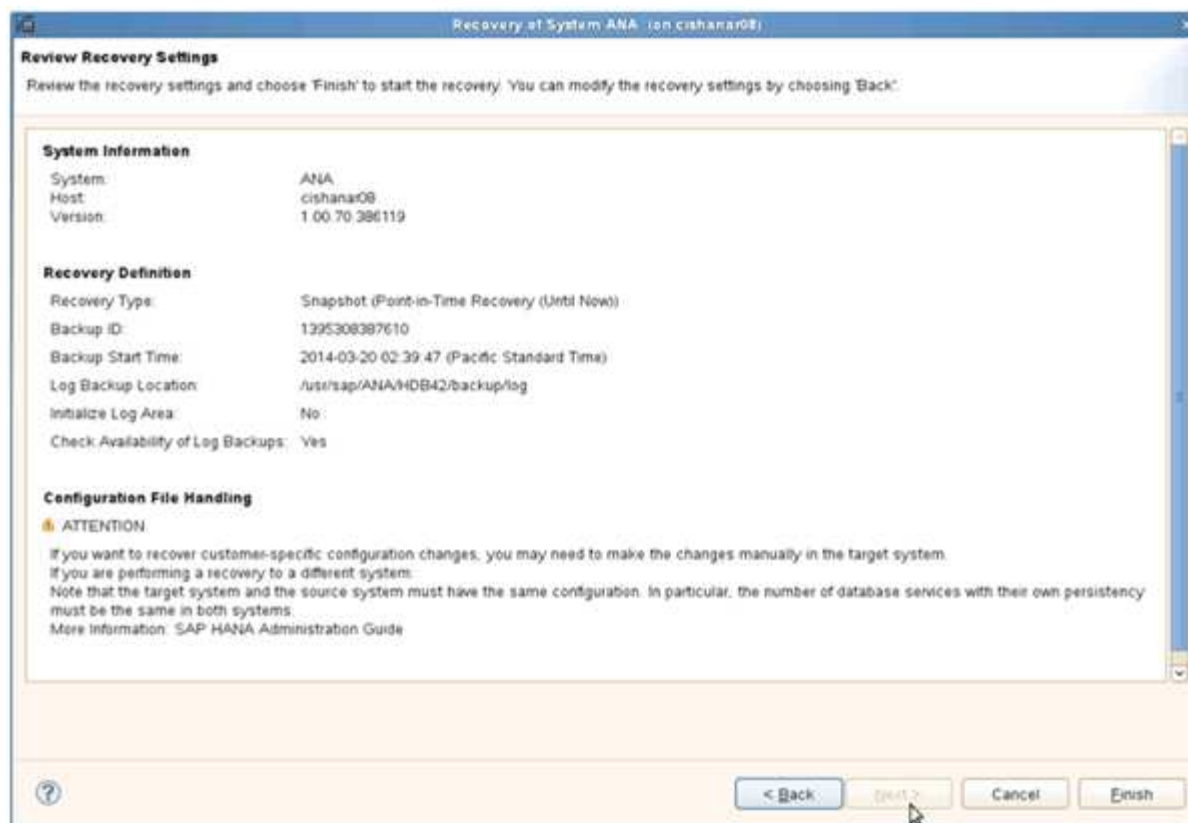 Recovery of System ANA (on cishanar08)
Review Recovery Settings
Review the recovery settings and choose 'Finish' to start the recovery. You can modify the recovery settings by choosing 'Back'.
System Information
System: ANA
Host: cishanar08
Version: 1.00.70.386119
Recovery Definition
Recovery Type: Snapshot (Point-in-Time Recovery (Until Now))
Backup ID: 1395308387610
Backup Start Time: 2014-03-20 02:39:47 (Pacific Standard Time)
Log Backup Location: /usr/sap/ANA/HDB42/backup/log
Initialize Log Area: No
Check Availability of Log Backups: Yes
Configuration File Handling
ATTENTION
If you want to recover customer-specific configuration changes, you may need to make the changes manually in the target system.
If you are performing a recovery to a different system:
Note that the target system and the source system must have the same configuration. In particular, the number of database services with their own persistency
must be the same in both systems.
More Information: SAP HANA Administration Guide
< Back Next > Cancel Finish